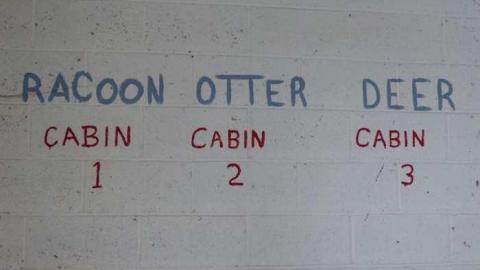 RACOON OTTER DEER
CABIN CABIN CABIN
1 2 3